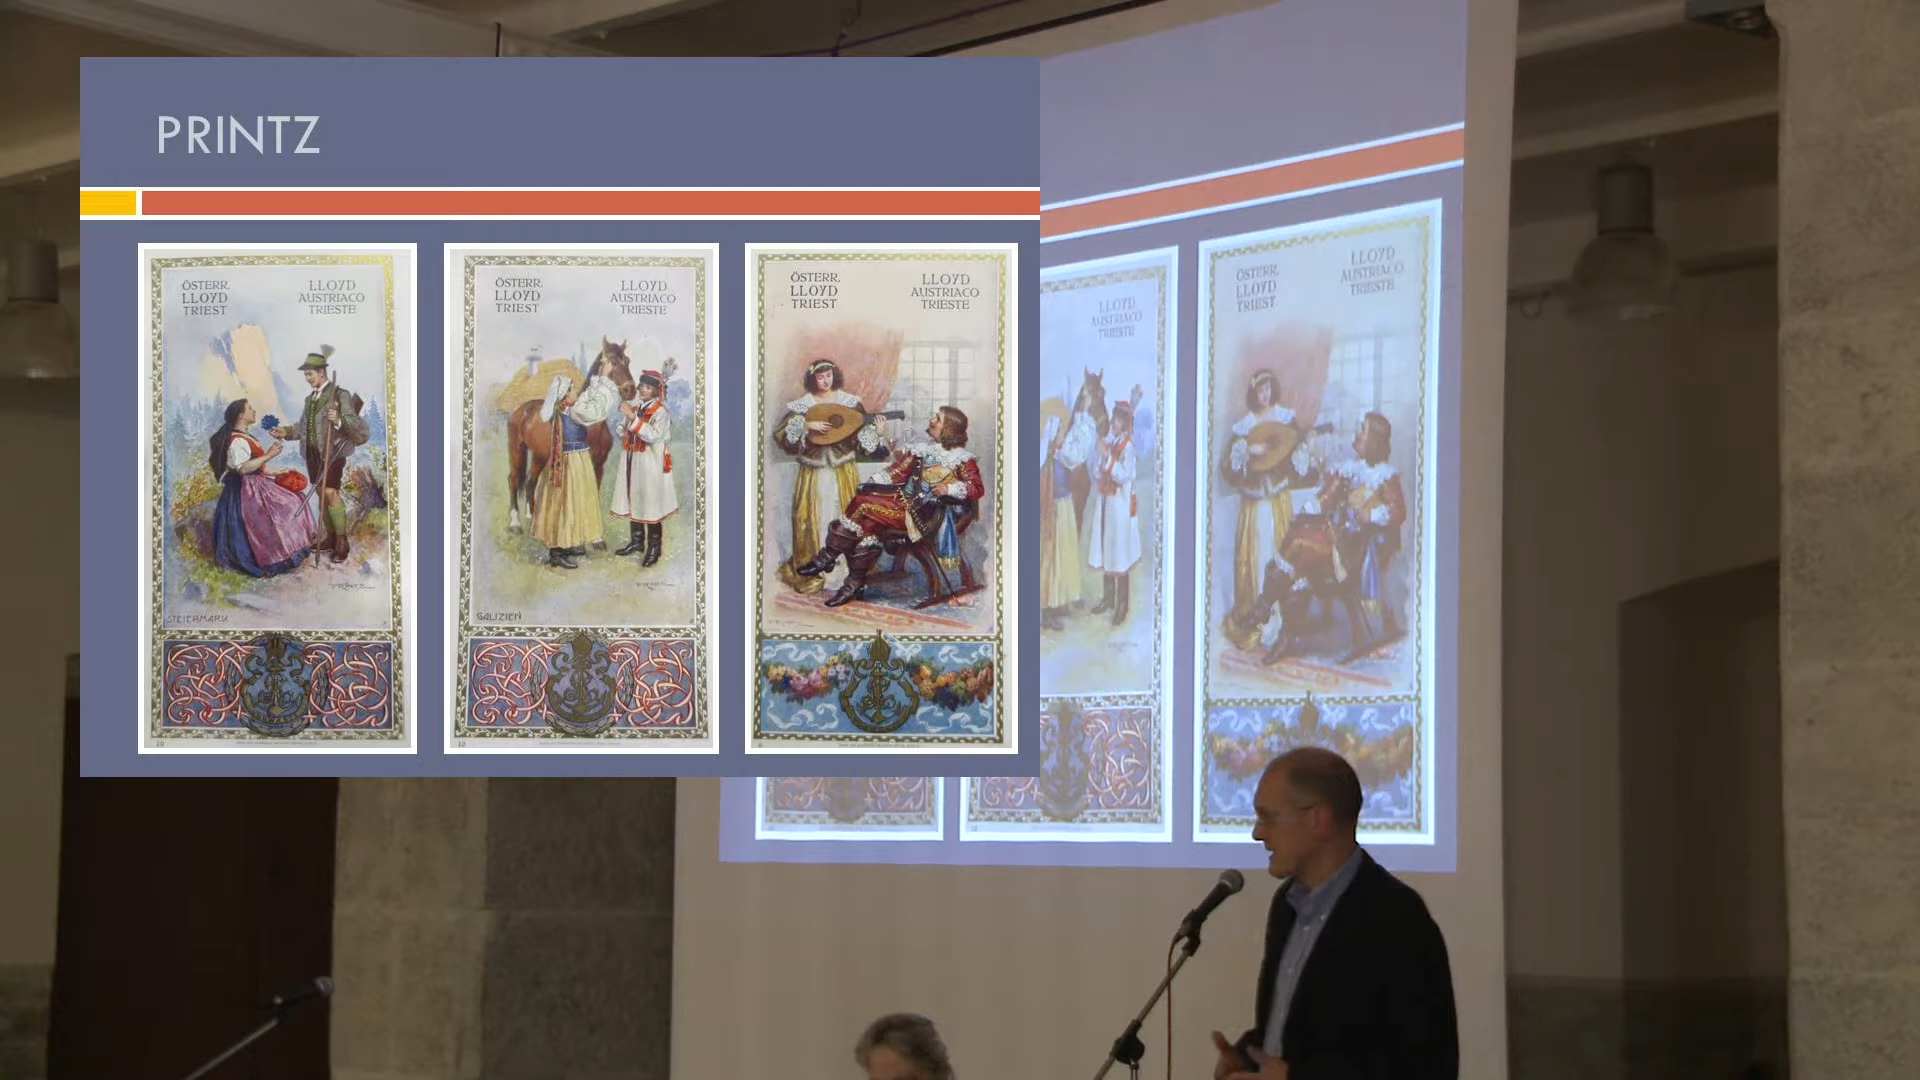 PRINTZ
ÖSTERR.
LLOYD
TRIEST
LLOYD
AUSTRIACO
TRIESTE
STEIERMARK
ÖSTERR.
LLOYD
TRIEST
LLOYD
AUSTRIACO
TRIESTE
GALIZIEN
ÖSTERR.
LLOYD
TRIEST
LLOYD
AUSTRIACO
TRIESTE
LLOYD
AUSTRIACO
TRIESTE
ÖSTERR.
LLOYD
TRIEST
LLOYD
AUSTRIACO
TRIESTE